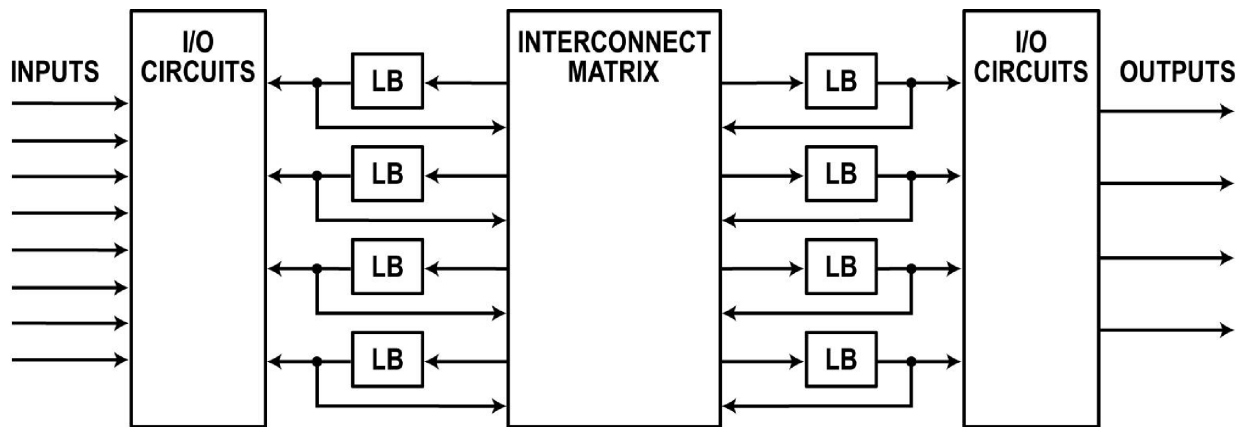 INPUTS
I/O
CIRCUITS
LB
LB
LB
LB
INTERCONNECT
MATRIX
LB
LB
LB
LB
I/O
CIRCUITS
OUTPUTS